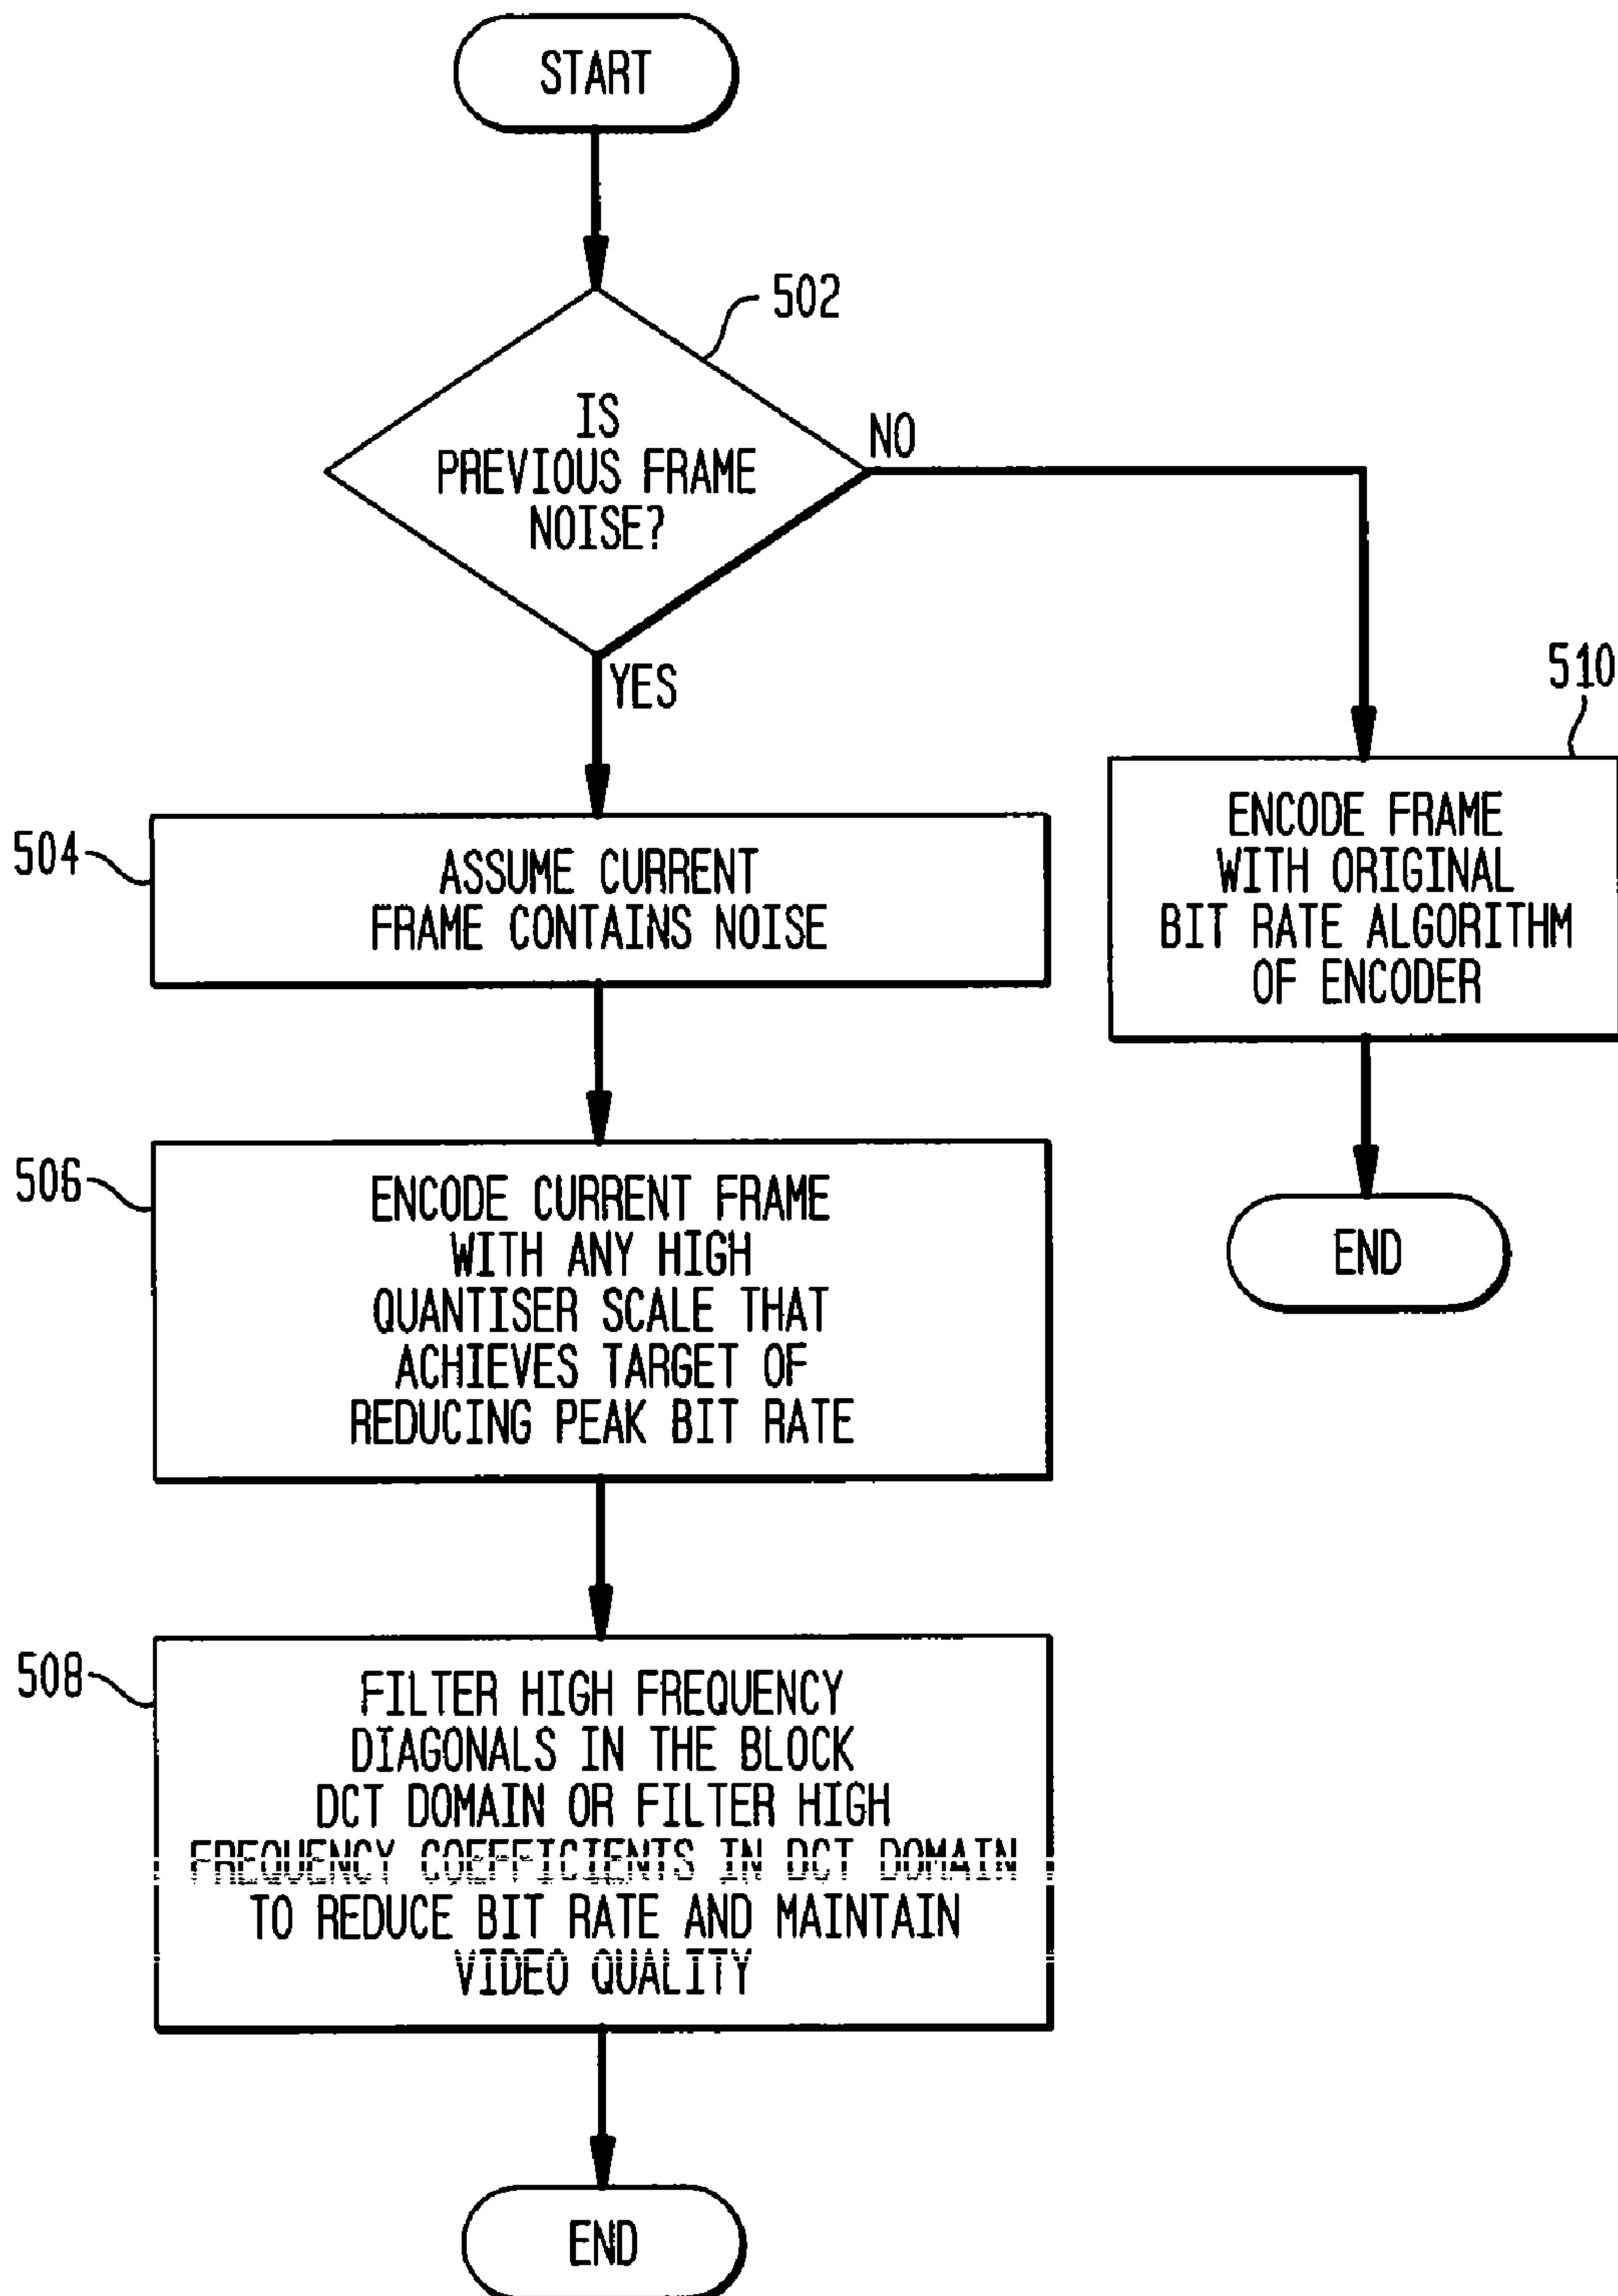 START
502
IS
PREVIOUS FRAME
NOISE?
NO
YES
504
ASSUME CURRENT
FRAME CONTAINS NOISE
510
ENCODE FRAME
WITH ORIGINAL
BIT RATE ALGORITHM
OF ENCODER
506
ENCODE CURRENT FRAME
WITH ANY HIGH
QUANTISER SCALE THAT
ACHIEVES TARGET OF
REDUCING PEAK BIT RATE
END
508
FILTER HIGH FREQUENCY
DIAGONALS IN THE BLOCK
DCT DOMAIN OR FILTER HIGH
FREQUENCY COEFFICIENTS IN DCT DOMAIN
TO REDUCE BIT RATE AND MAINTAIN
VIDEO QUALITY
END